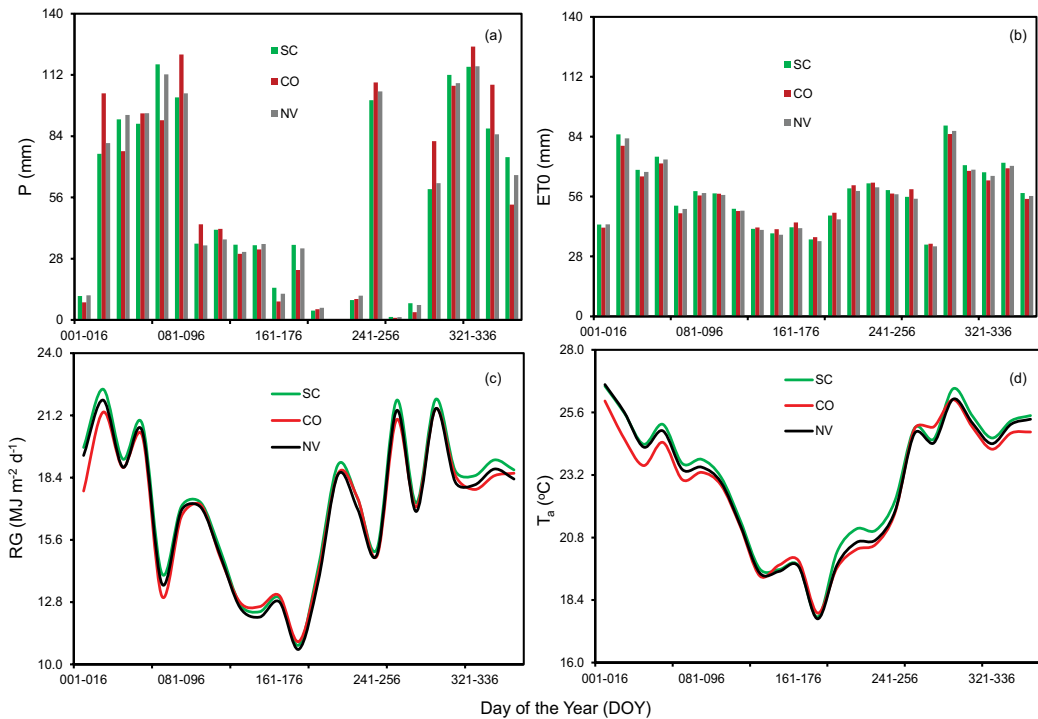 140
112
84
56
28
0
P (mm)
(a)
SC
CO
NV
001-016
081-096
161-176
241-256
321-336
140
112
84
56
28
0
ET0 (mm)
(b)
SC
CO
NV
001-016
081-096
161-176
241-256
321-336
24.0
21.2
18.4
15.6
12.8
10.0
RG (MJ m⁻² d⁻¹)
(c)
SC
CO
NV
001-016
081-096
161-176
241-256
321-336
28.0
25.6
23.2
20.8
18.4
16.0
Tₐ (°C)
(d)
SC
CO
NV
001-016
081-096
161-176
241-256
321-336
Day of the Year (DOY)